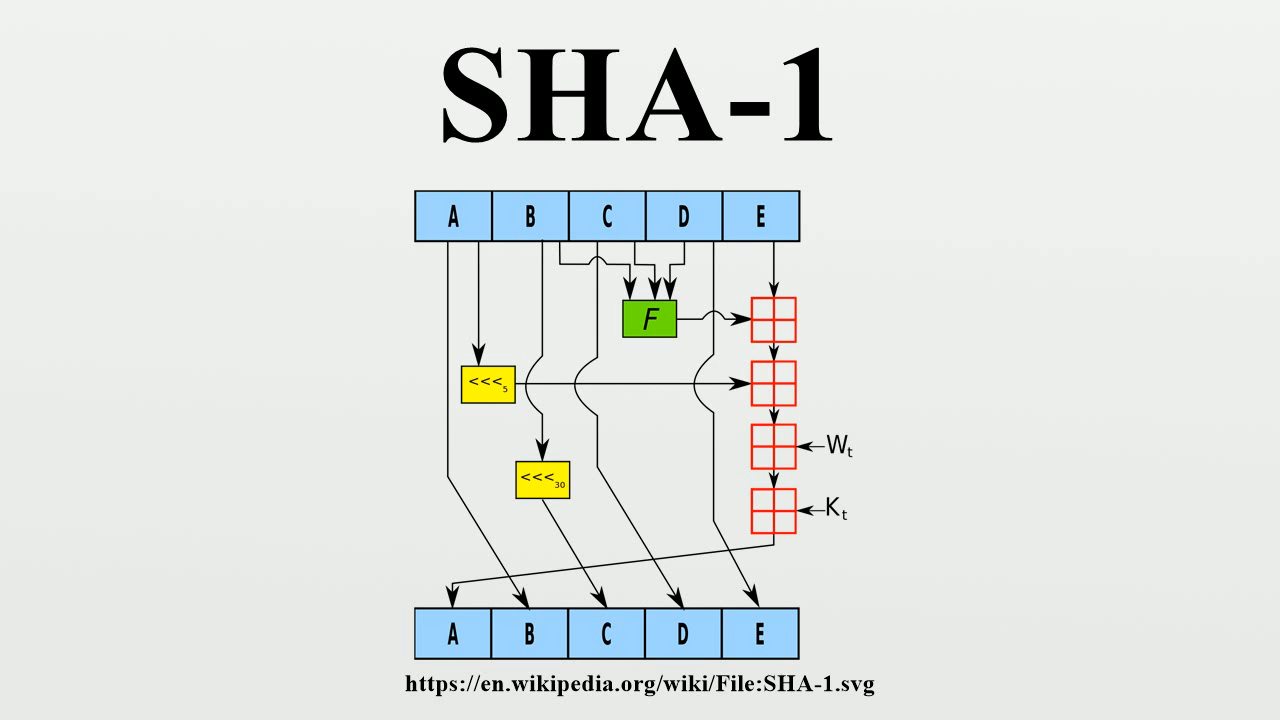 SHA-1
A B C D E
F
<<<5
Wt
<<<30
Kt
A B C D E
https://en.wikipedia.org/wiki/File:SHA-1.svg